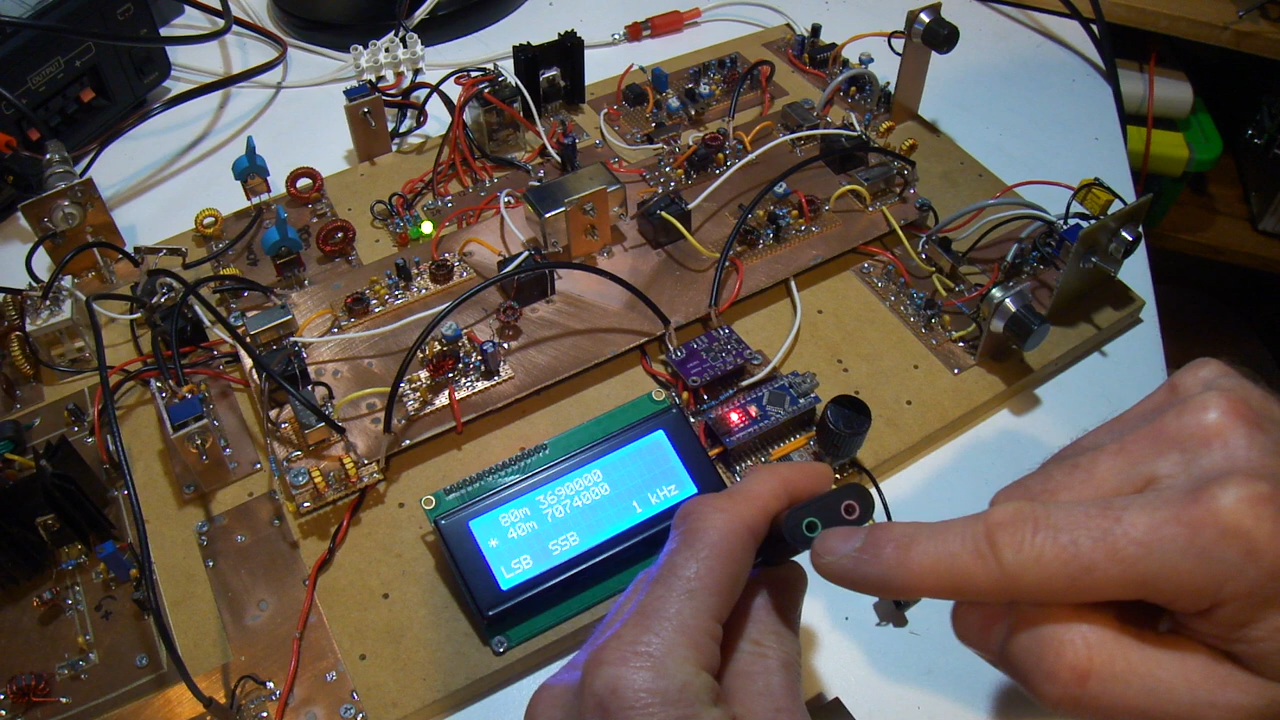 OUTPUT
80m 3690000
* 40m 7074000
1 kHz
LSB SSB